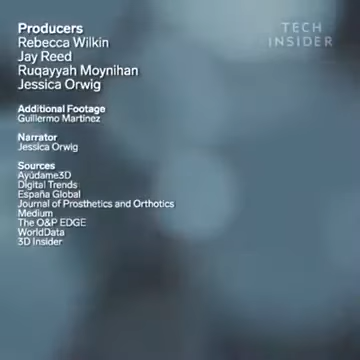 Producers
Rebecca Wilkin
Jay Reed
Ruqayyah Moynihan
Jessica Orwig
TECH
INSIDER
Additional Footage
Guillermo Martinez
Narrator
Jessica Orwig
Sources
Ayúdame3D
Digital Trends
España Global
Journal of Prosthetics and Orthotics
Medium
The O&P EDGE
WorldData
3D Insider